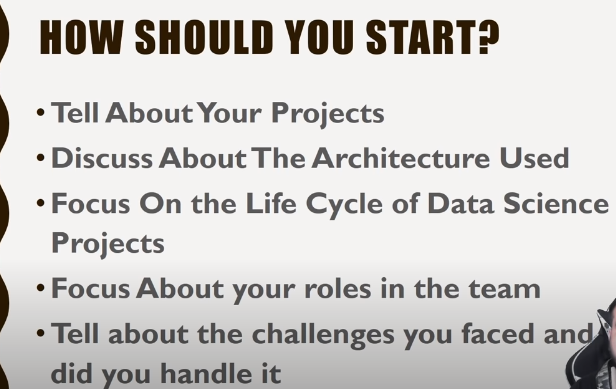 HOW SHOULD YOU START?
• Tell About Your Projects
• Discuss About The Architecture Used
• Focus On the Life Cycle of Data Science
Projects
• Focus About your roles in the team
• Tell about the challenges you faced and
did you handle it